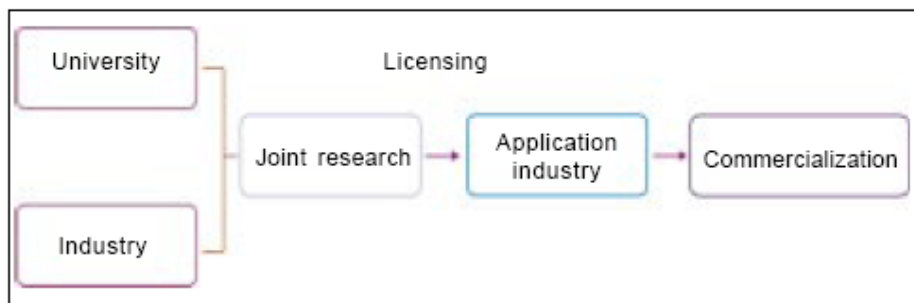 University
Licensing
Joint research
Application
industry
Commercialization
Industry